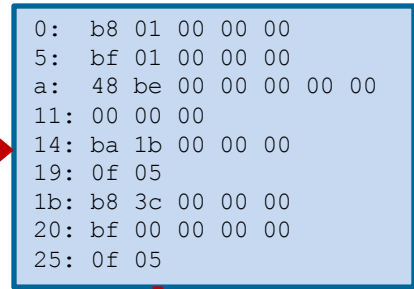 0: b8 01 00 00 00
5: bf 01 00 00 00
a: 48 be 00 00 00 00 00
11: 00 00 00
14: ba 1b 00 00 00
19: 0f 05
1b: b8 3c 00 00 00
20: bf 00 00 00 00
25: 0f 05